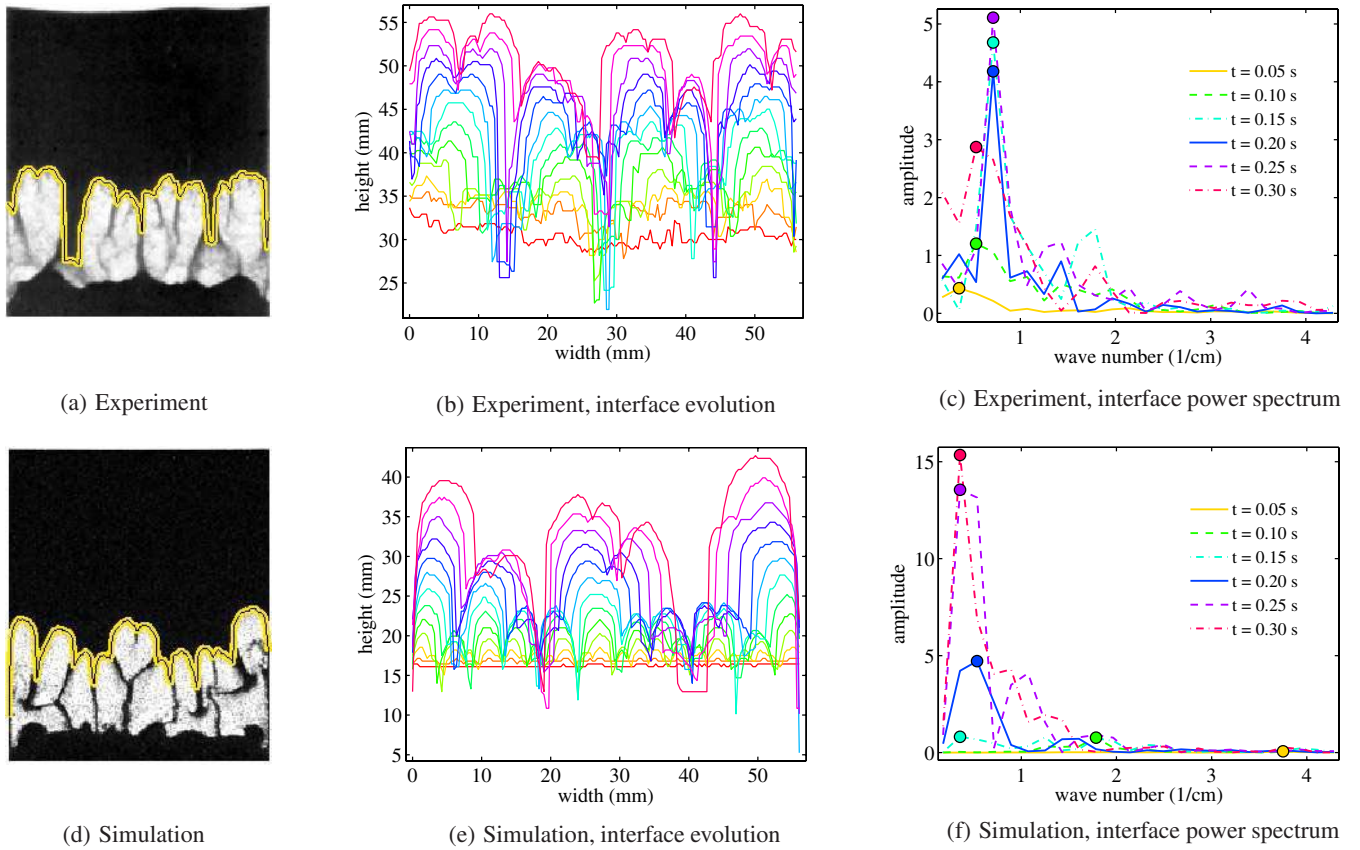 55
50
45
40
35
30
25
height (mm)
0 10 20 30 40 50
width (mm)
5
4
3
2
1
0
amplitude
t = 0.05 s
t = 0.10 s
t = 0.15 s
t = 0.20 s
t = 0.25 s
t = 0.30 s
1 2 3 4
wave number (1/cm)
(a) Experiment
(b) Experiment, interface evolution
(c) Experiment, interface power spectrum
40
35
30
25
20
15
10
5
height (mm)
0 10 20 30 40 50
width (mm)
15
10
5
0
amplitude
t = 0.05 s
t = 0.10 s
t = 0.15 s
t = 0.20 s
t = 0.25 s
t = 0.30 s
1 2 3 4
wave number (1/cm)
(d) Simulation
(e) Simulation, interface evolution
(f) Simulation, interface power spectrum